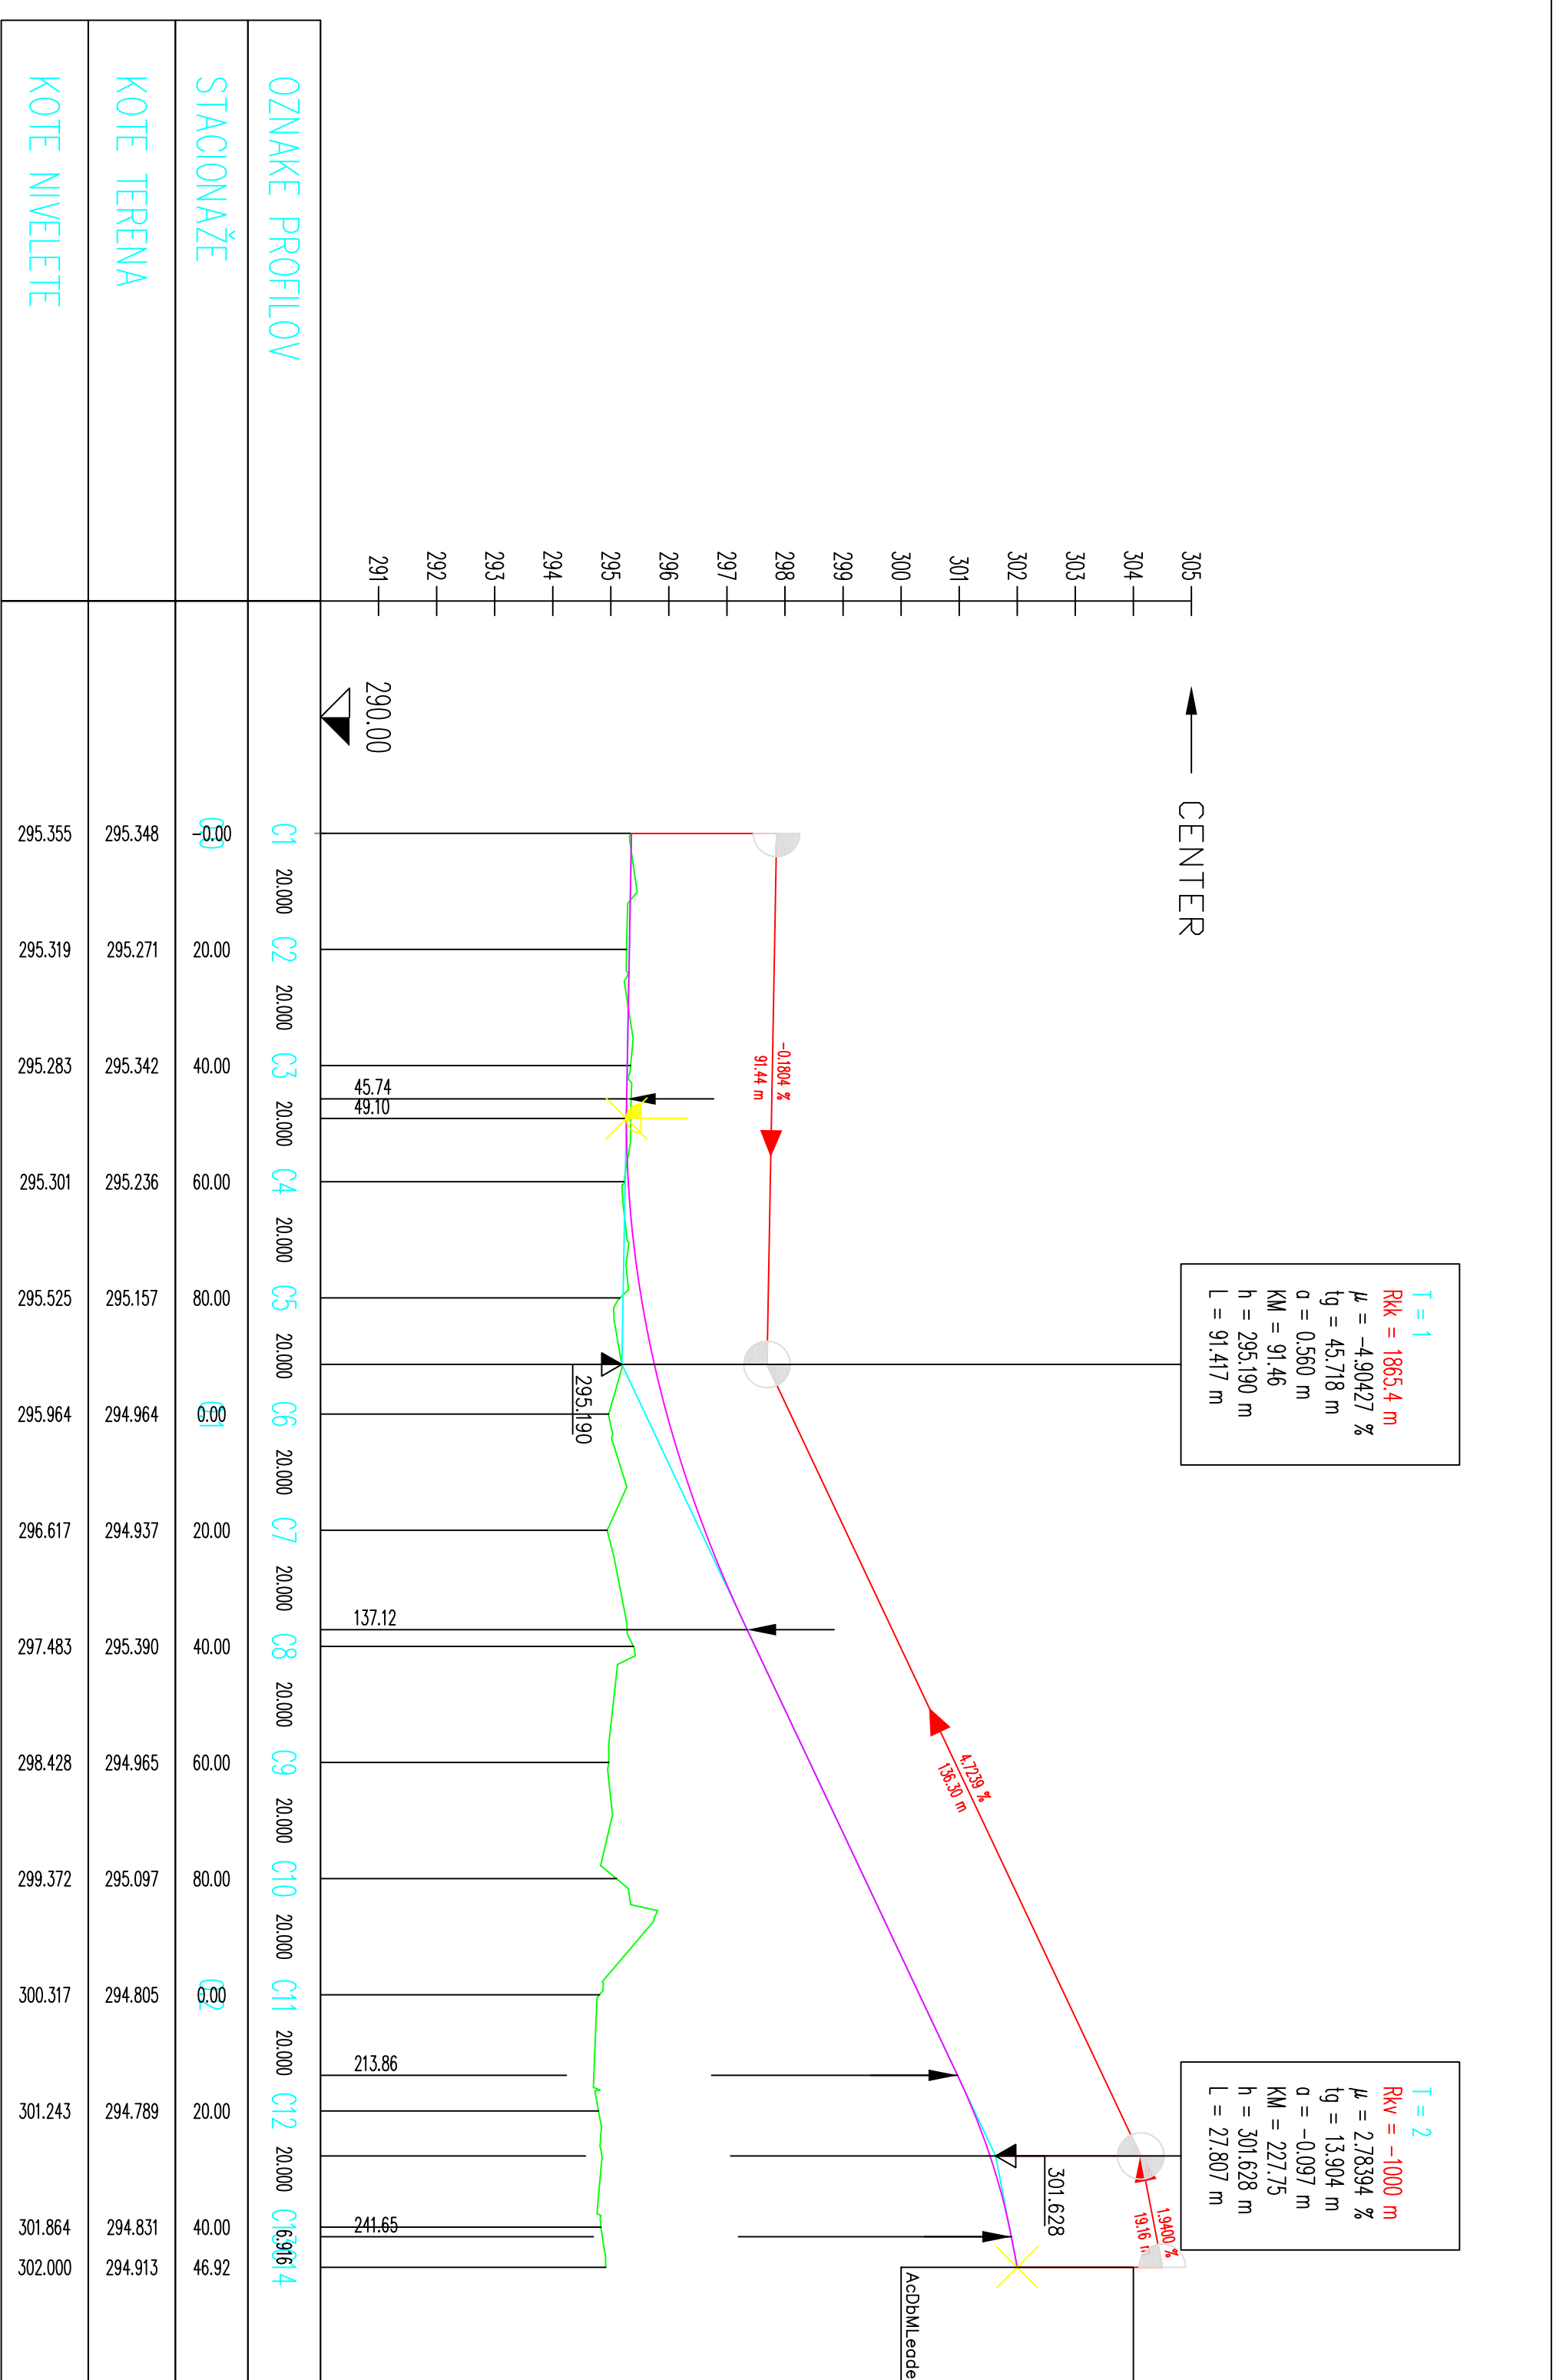 CENTER
T = 1
Rkk = 1865.4 m
μ = -4.90427 %
tg = 45.718 m
a = 0.560 m
KM = 91.46
h = 295.190 m
L = 91.417 m
T = 2
Rkv = -1000 m
μ = 2.78394 %
tg = 13.904 m
a = -0.097 m
KM = 227.75
h = 301.628 m
L = 27.807 m
305
304
303
302
301
300
299
298
297
296
295
294
293
292
291
290.00
-0.1804 %
91.44 m
4.7239 %
136.30 m
1.9400 %
19.16 m
301.628
295.190
AcDbMLeade
45.74
49.10
137.12
213.86
241.65
OZNAKE PROFILOV
C1 C2 C3 C4 C5 C6 C7 C8 C9 C10 C11 C12 C13 C14
20.000 20.000 20.000 20.000 20.000 20.000 20.000 20.000 20.000 20.000 20.000 20.000 6.916
STACIONAŽE
-0.00 20.00 40.00 60.00 80.00 0.00 20.00 40.00 60.00 80.00 0.00 20.00 40.00 46.92
KOTE TERENA
295.348 295.271 295.342 295.236 295.157 294.964 294.937 295.390 294.965 295.097 294.805 294.789 294.831 294.913
KOTE NIVELETE
295.355 295.319 295.283 295.301 295.525 295.964 296.617 297.483 298.428 299.372 300.317 301.243 301.864 302.000